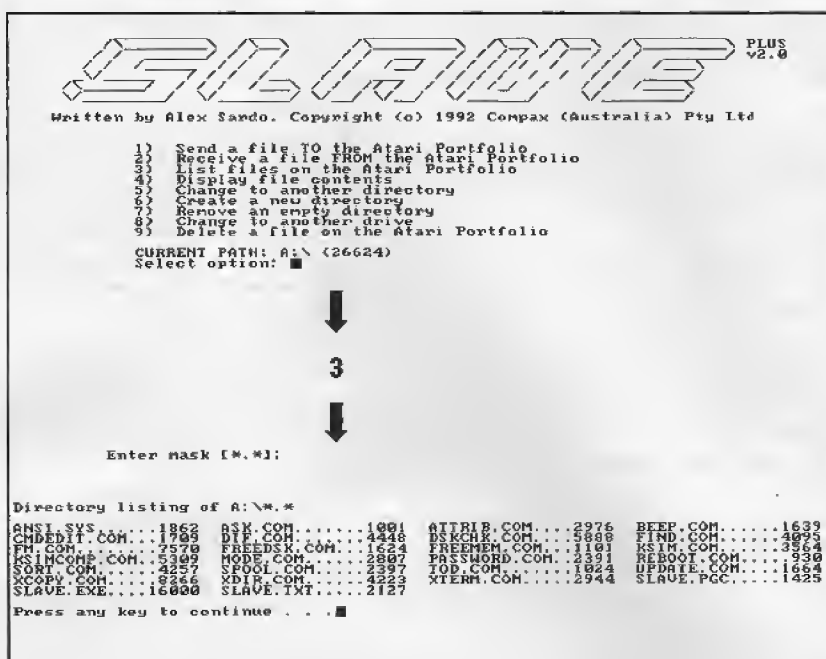 SLAVE PLUS
v2.0
Written by Alex Sando. Copyright (c) 1992 Compax (Australia) Pty Ltd
1) Send a file TO the Atari Portfolio
2) Receive a file FROM the Atari Portfolio
3) List files on the Atari Portfolio
4) Display file contents
5) Change to another directory
6) Create a new directory
7) Remove an empty directory
8) Change to another drive
9) Delete a file on the Atari Portfolio
CURRENT PATH: A:\ (26624)
Select option:
3
Enter mask [*.*]:
Directory listing of A:\*.*
ANSI.SYS......1862 ASK.COM.......1001 ATTRIB.COM....2976 BEEP.COM......1639
CMDEDIT.COM...1709 DIF.COM.......4448 DSKCHK.COM....5888 FIND.COM......4095
FM.COM........7570 FREEDSK.COM...1624 FREEMEM.COM...1101 KSIM.COM......3564
KSIMCOMP.COM..5309 MODE.COM......2807 PASSWORD.COM..2391 REBOOT.COM.....930
SORT.COM......4257 SPOOL.COM.....2397 TOD.COM.......1024 UPDATE.COM....1664
XCOPY.COM.....8266 XDIR.COM......4223 XTERM.COM.....2944 SLAVE.PGC.....1425
SLAVE.EXE....16000 SLAVE.TXT.....2127
Press any key to continue . . .